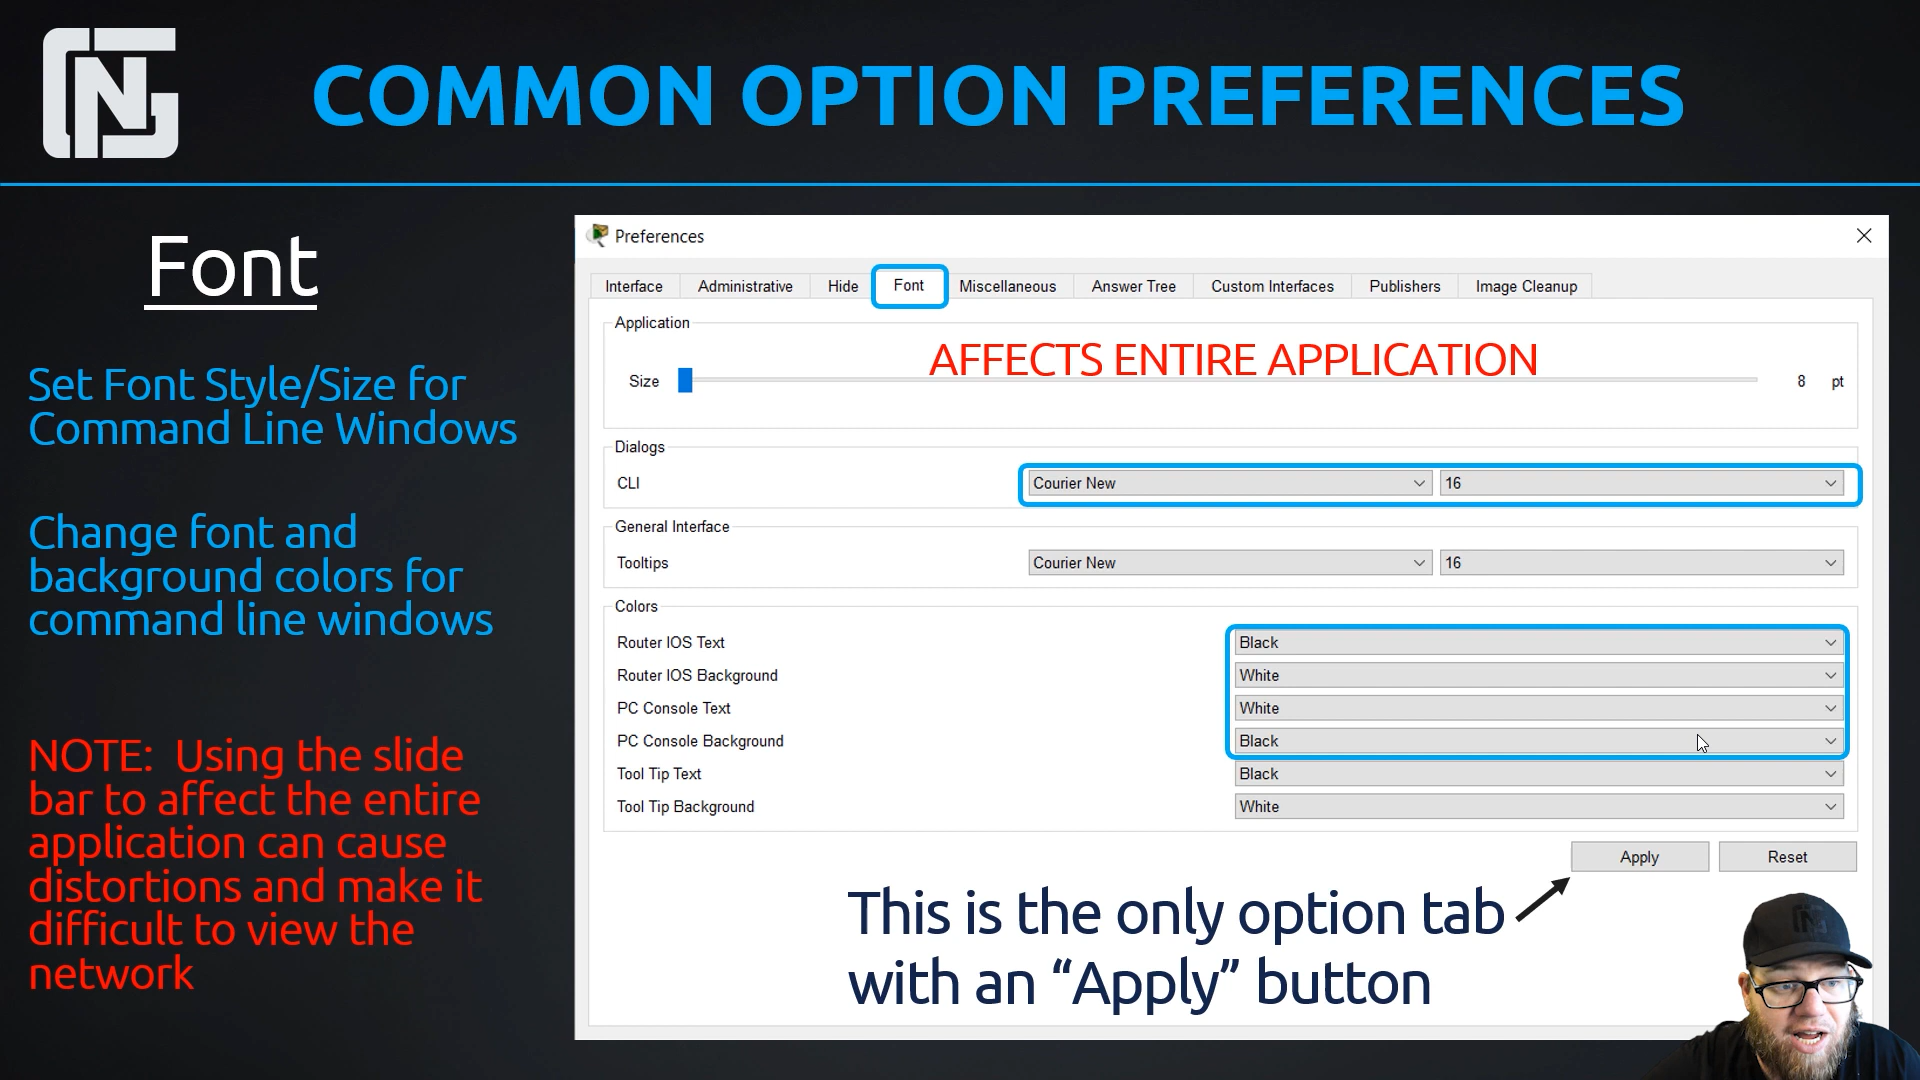 COMMON OPTION PREFERENCES
Font
Set Font Style/Size for
Command Line Windows
Change font and
background colors for
command line windows
NOTE:  Using the slide
bar to affect the entire
application can cause
distortions and make it
difficult to view the
network
Preferences
Interface Administrative Hide Font Miscellaneous Answer Tree Custom Interfaces Publishers Image Cleanup
Application
AFFECTS ENTIRE APPLICATION
Size 8 pt
Dialogs
CLI Courier New 16
General Interface
Tooltips Courier New 16
Colors
Router IOS Text Black
Router IOS Background White
PC Console Text White
PC Console Background Black
Tool Tip Text Black
Tool Tip Background White
Apply Reset
This is the only option tab
with an “Apply” button